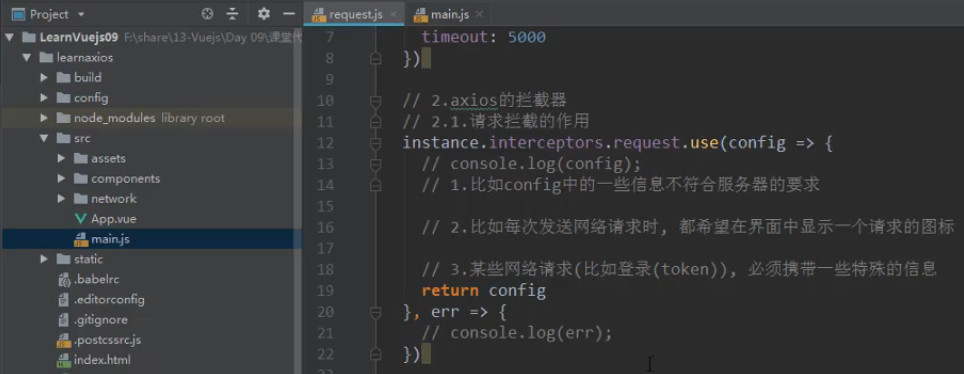 Project
LearnVuejs09 F:\share\13-Vuejs\Day 09\课堂代
learnaxios
build
config
node_modules library root
src
assets
components
network
App.vue
main.js
static
.babelrc
.editorconfig
.gitignore
.postcssrc.js
index.html
request.js main.js
7 timeout: 5000
8 })
9
10 // 2.axios的拦截器
11 // 2.1.请求拦截的作用
12 instance.interceptors.request.use(config => {
13 // console.log(config);
14 // 1.比如config中的一些信息不符合服务器的要求
15
16 // 2.比如每次发送网络请求时, 都希望在界面中显示一个请求的图标
17
18 // 3.某些网络请求(比如登录(token)), 必须携带一些特殊的信息
19 return config
20 }, err => {
21 // console.log(err);
22 })